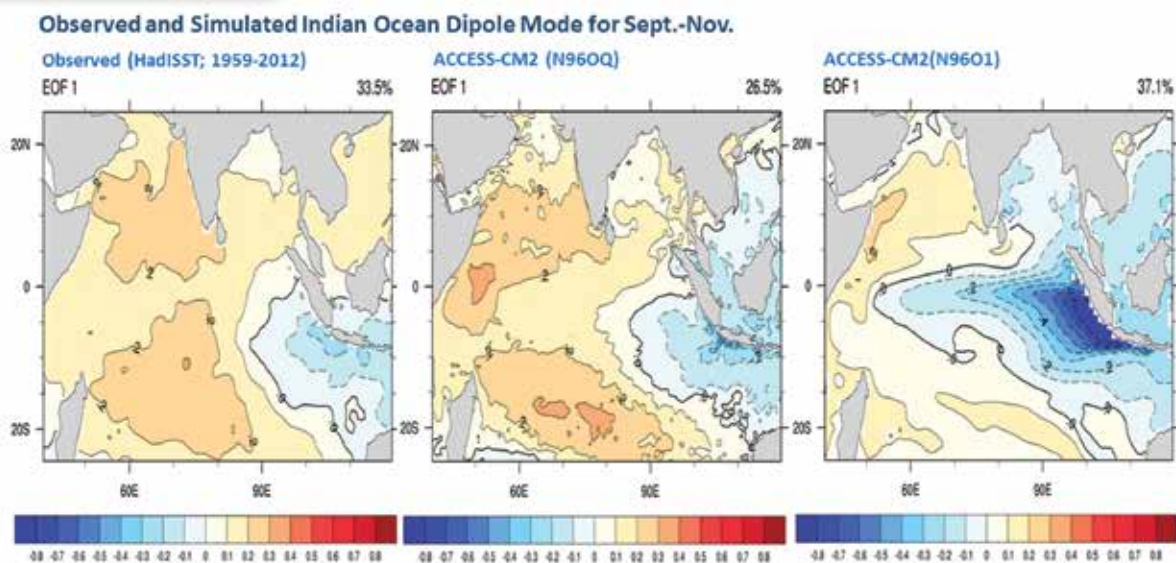 Observed and Simulated Indian Ocean Dipole Mode for Sept.-Nov.
Observed (HadISST; 1959-2012)
EOF 1 33.5%
20N
0
20S
60E 90E
-0.8 -0.7 -0.6 -0.5 -0.4 -0.3 -0.2 -0.1 0 0.1 0.2 0.3 0.4 0.5 0.6 0.7 0.8
ACCESS-CM2 (N96OQ)
EOF 1 26.5%
20N
0
20S
60E 90E
-0.8 -0.7 -0.6 -0.5 -0.4 -0.3 -0.2 -0.1 0 0.1 0.2 0.3 0.4 0.5 0.6 0.7 0.8
ACCESS-CM2(N96O1)
EOF 1 37.1%
20N
0
20S
60E 90E
-0.8 -0.7 -0.6 -0.5 -0.4 -0.3 -0.2 -0.1 0 0.1 0.2 0.3 0.4 0.5 0.6 0.7 0.8